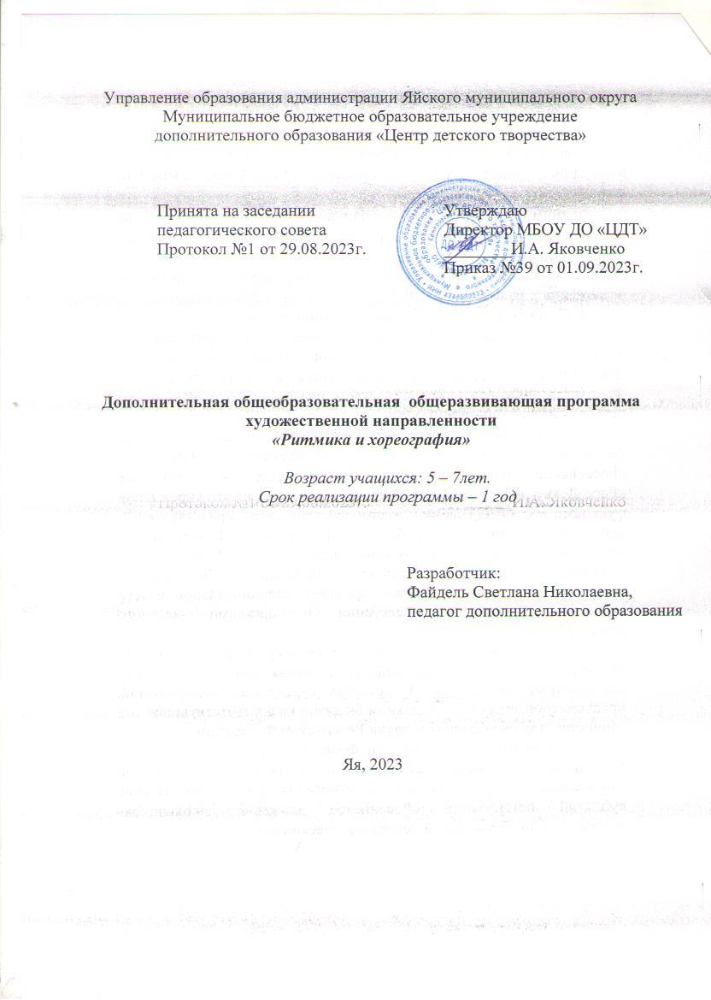 Управление образования администрации Яйского муниципального округа
Муниципальное бюджетное образовательное учреждение
дополнительного образования «Центр детского творчества»
Принята на заседании
педагогического совета
Протокол №1 от 29.08.2023г.
Утверждаю
Директор МБОУ ДО «ЦДТ»
И.А. Яковченко
Приказ №39 от 01.09.2023г.
Дополнительная общеобразовательная общеразвивающая программа
художественной направленности
«Ритмика и хореография»
Возраст учащихся: 5 – 7лет.
Срок реализации программы – 1 год
Разработчик:
Файдель Светлана Николаевна,
педагог дополнительного образования
Яя, 2023